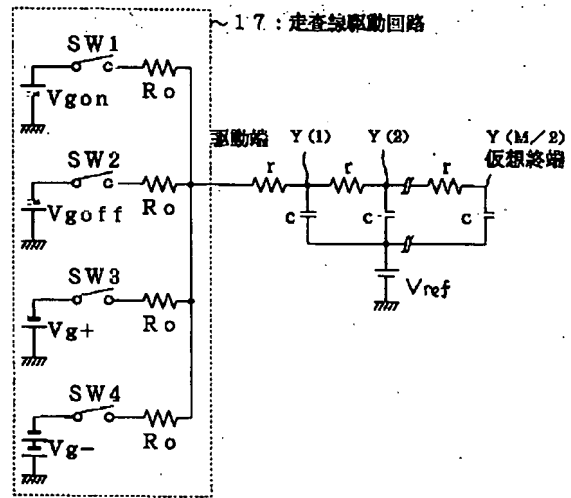 ～17：走査線駆動回路
SW1
c
Vgon
Ro
SW2
c
Vgoff
Ro
SW3
Vg+
Ro
SW4
Vg-
Ro
駆動端
Y(1)
Y(2)
Y(M/2)
仮想終端
r
r
r
c
c
c
Vref